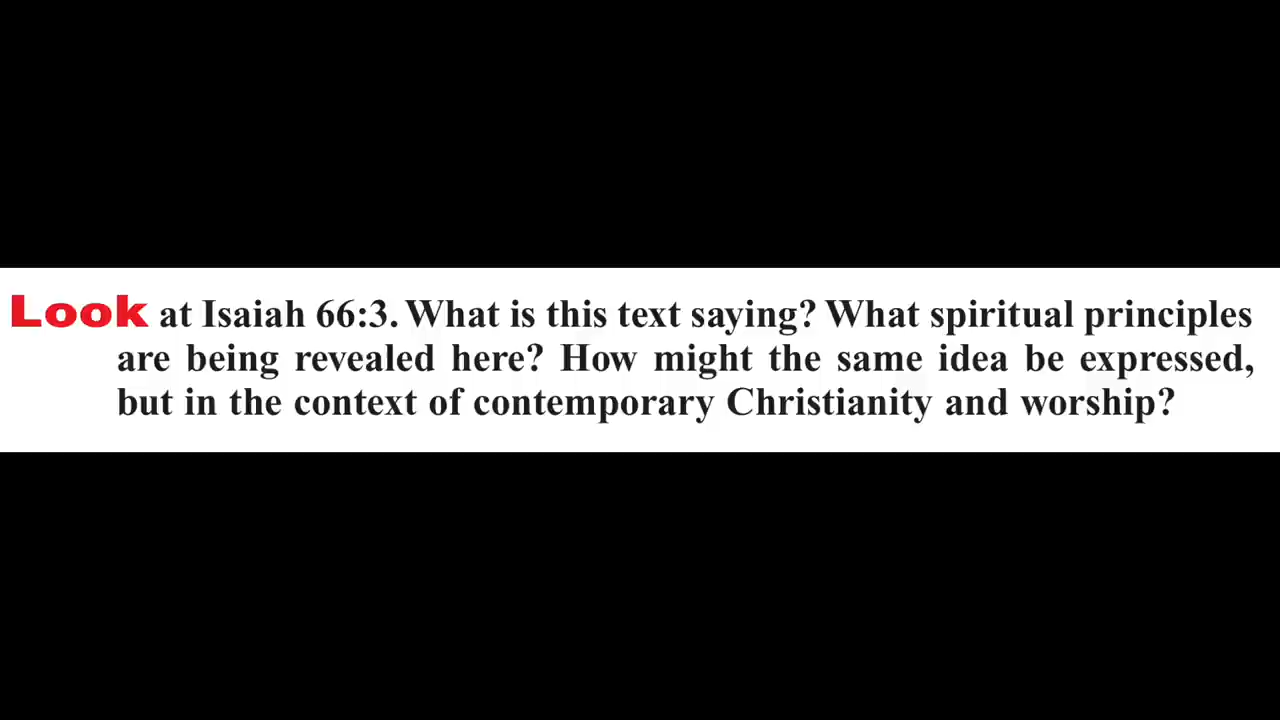 Look at Isaiah 66:3. What is this text saying? What spiritual principles
are being revealed here? How might the same idea be expressed,
but in the context of contemporary Christianity and worship?